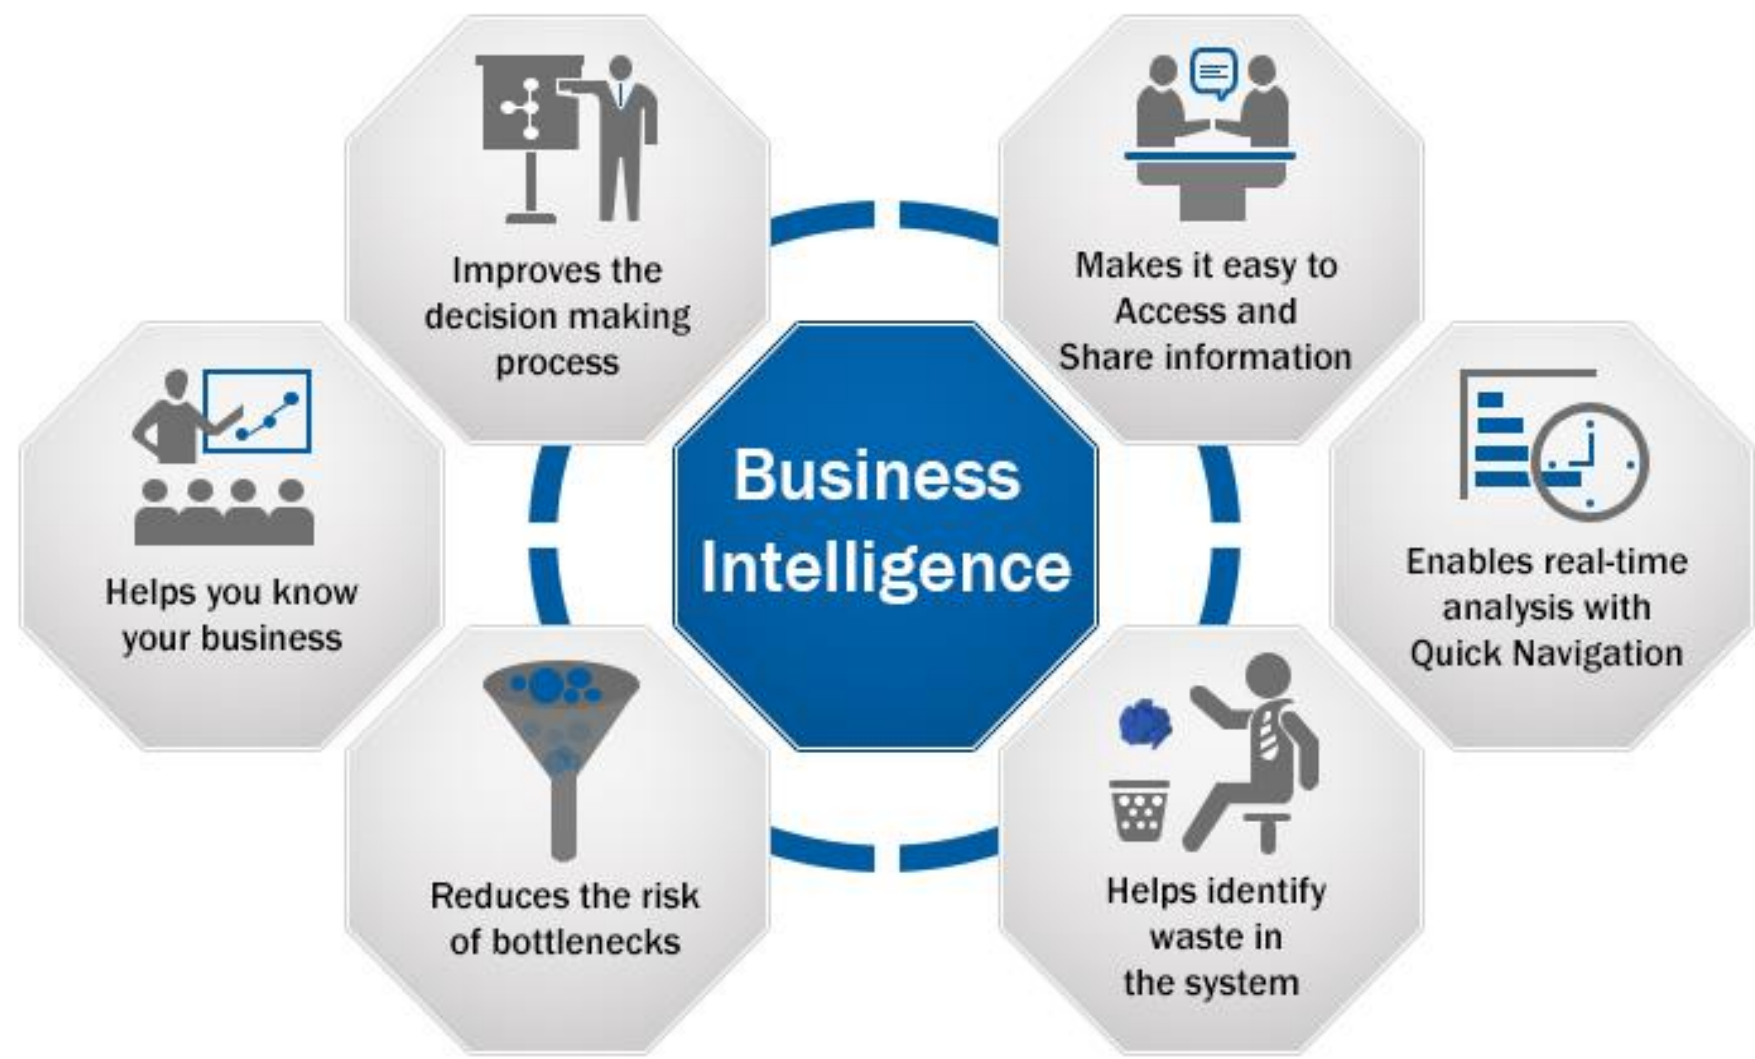 Improves the
decision making
process
Makes it easy to
Access and
Share information
Helps you know
your business
Business
Intelligence
Enables real-time
analysis with
Quick Navigation
Reduces the risk
of bottlenecks
Helps identify
waste in
the system